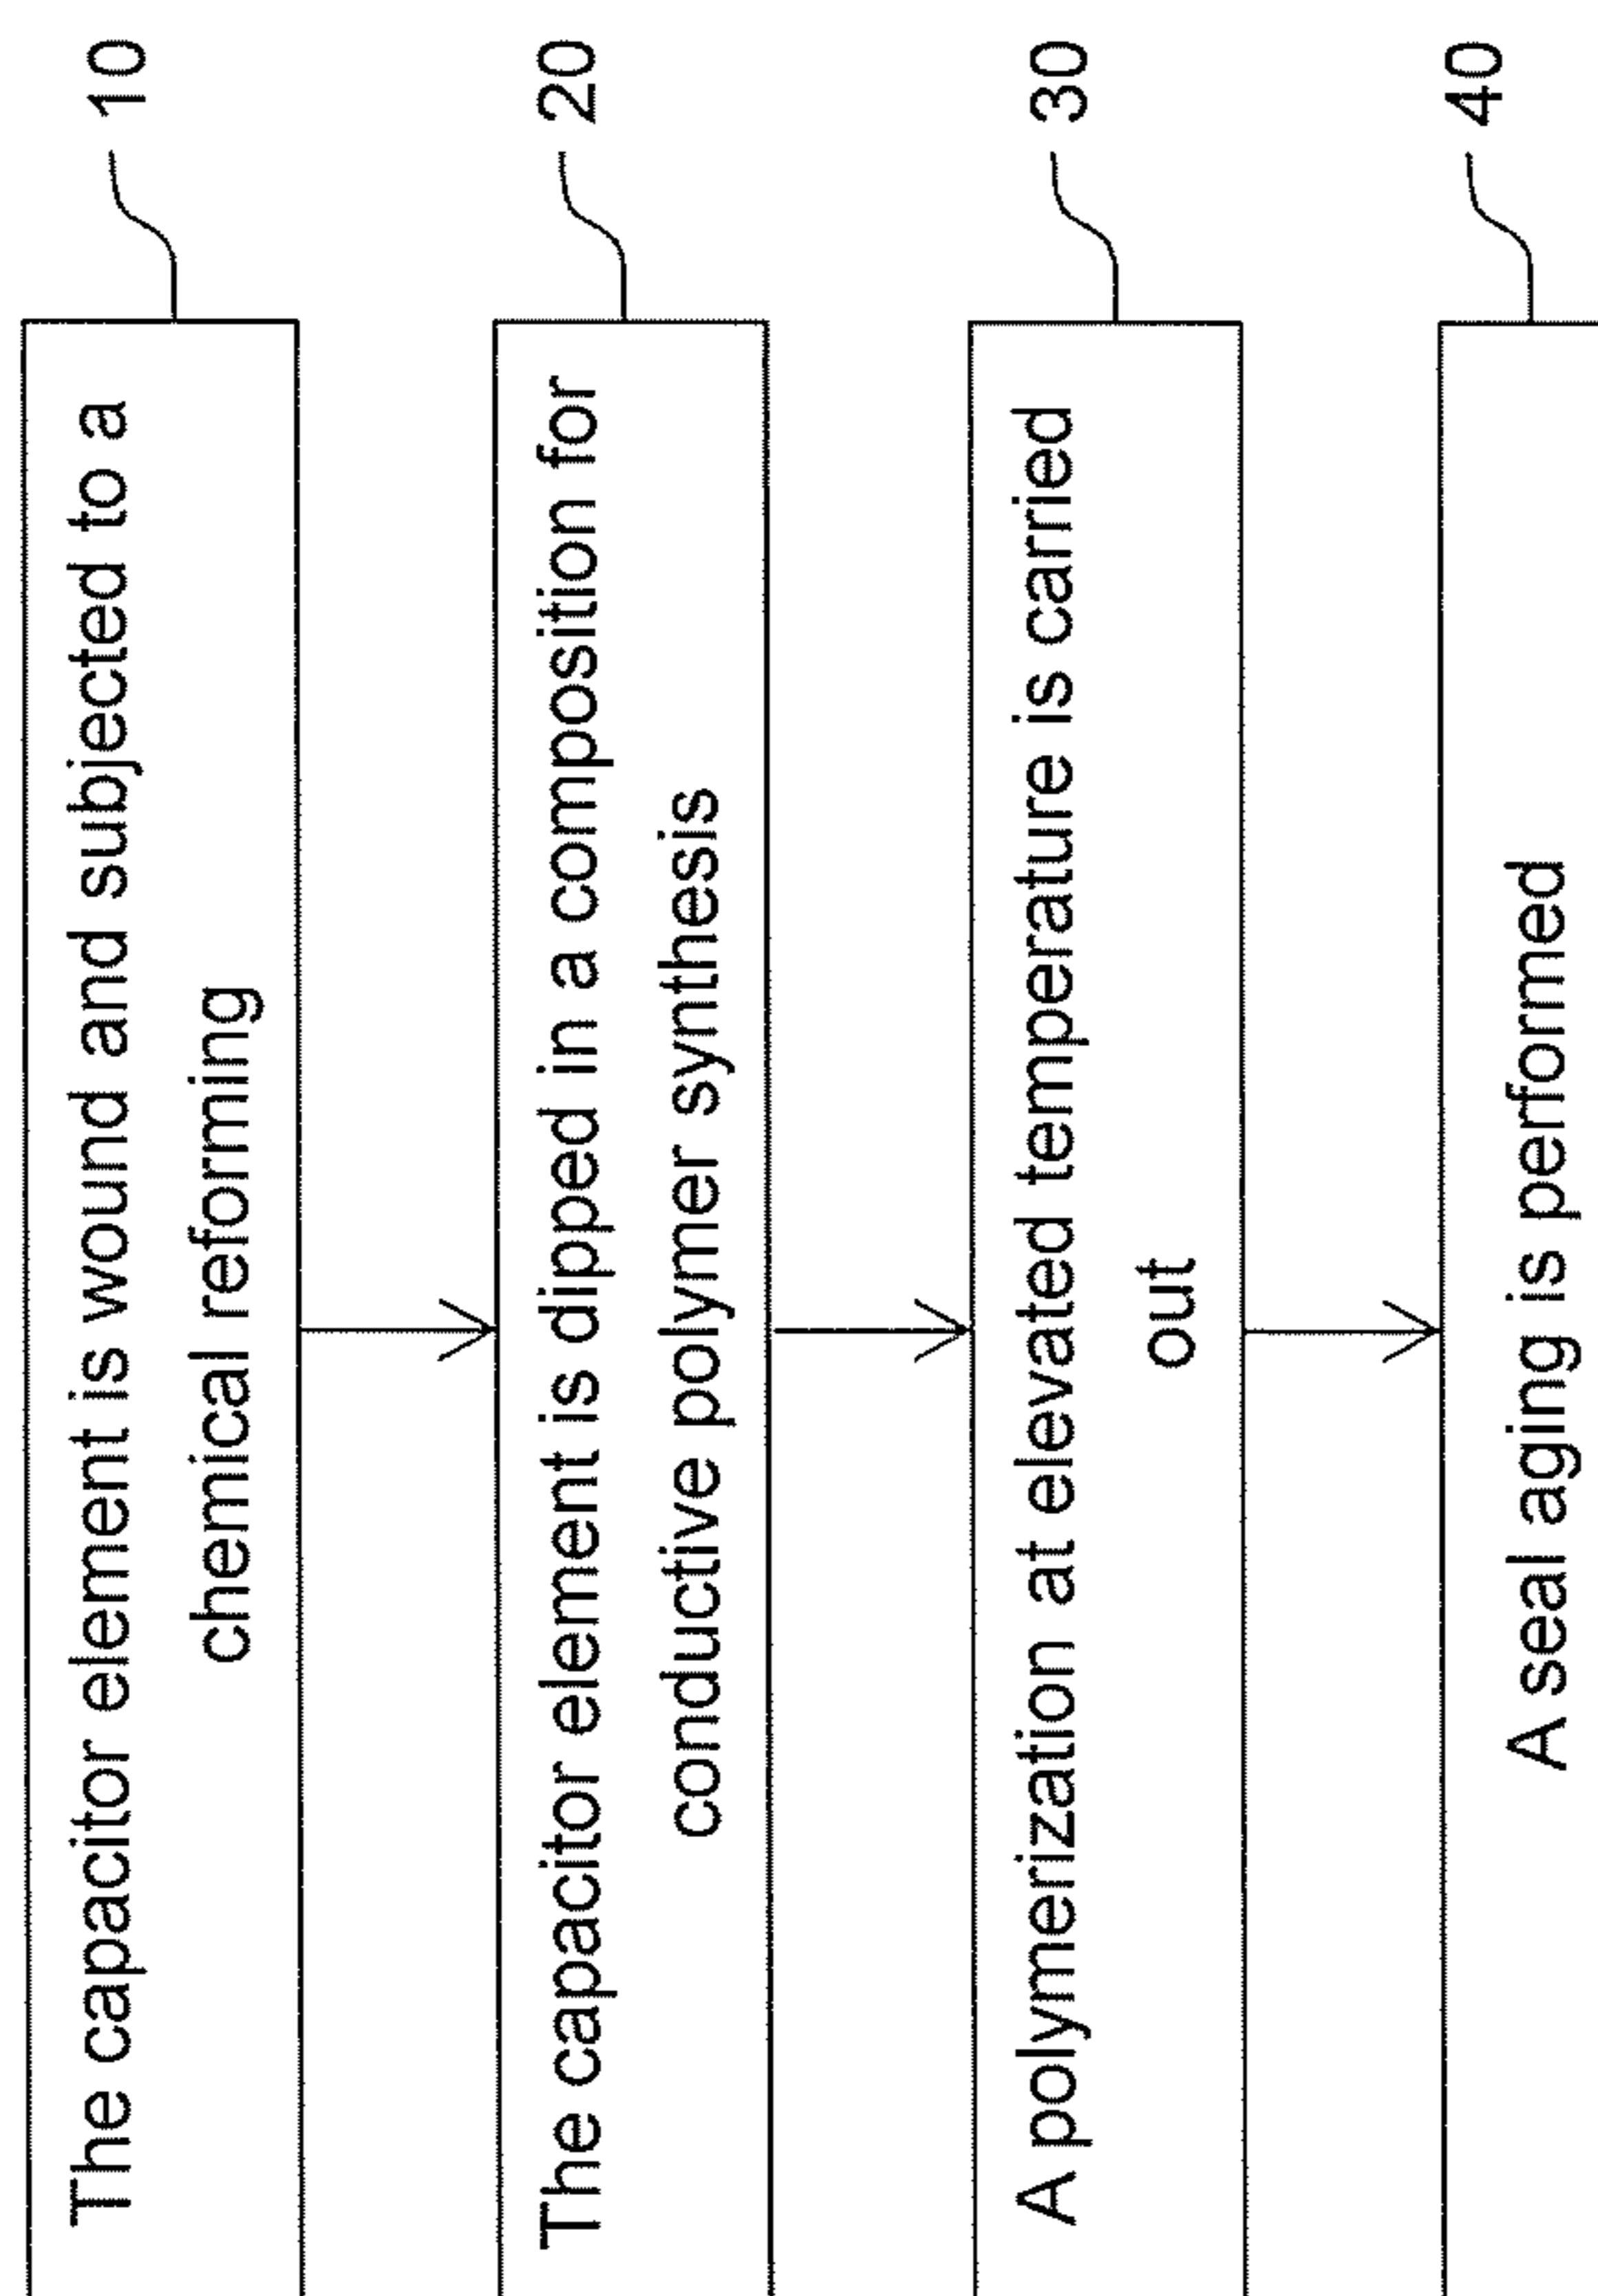 The capacitor element is wound and subjected to a
chemical reforming
10
The capacitor element is dipped in a composition for
conductive polymer synthesis
20
A polymerization at elevated temperature is carried
out
30
A seal aging is performed
40